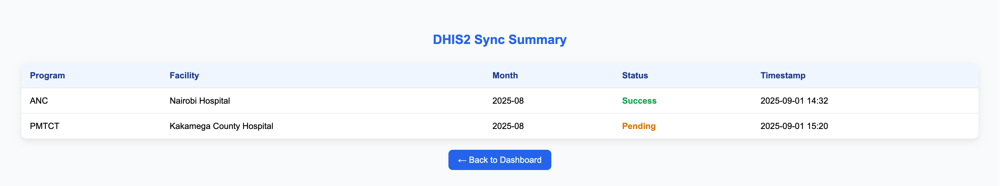 DHIS2 Sync Summary
Program Facility Month Status Timestamp
ANC Nairobi Hospital 2025-08 Success 2025-09-01 14:32
PMTCT Kakamega County Hospital 2025-08 Pending 2025-09-01 15:20
← Back to Dashboard